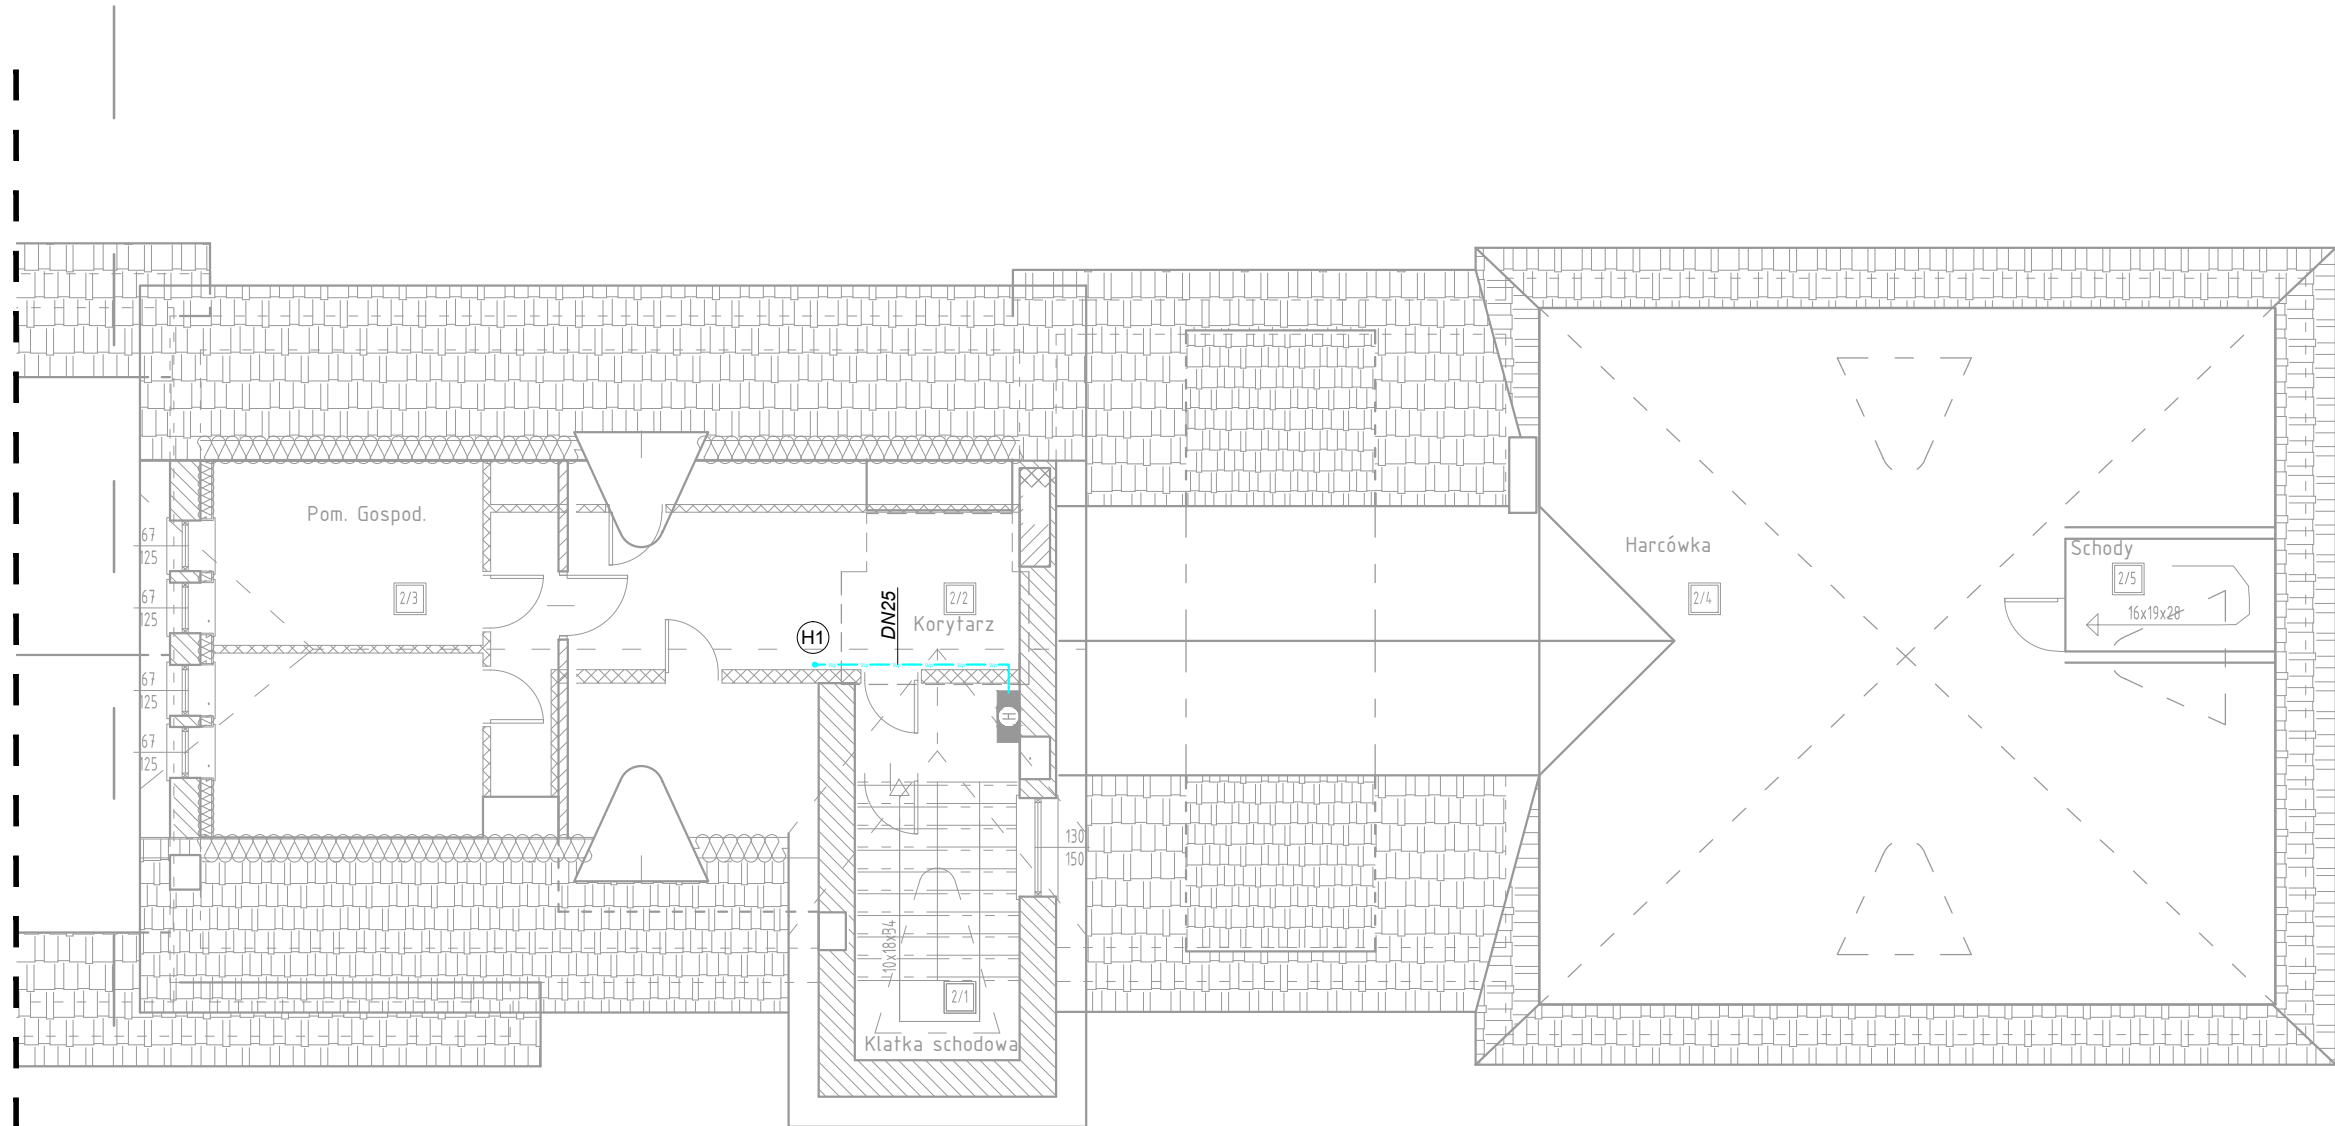 Pom. Gospod.
67
125
Harcówka
Schody
2/5
2/3
2/2
2/4
DN25
67
125
16x19x28
Korytarz
H1
67
125
H
67
125
130
150
10x18x34
2/1
Klatka schodowa